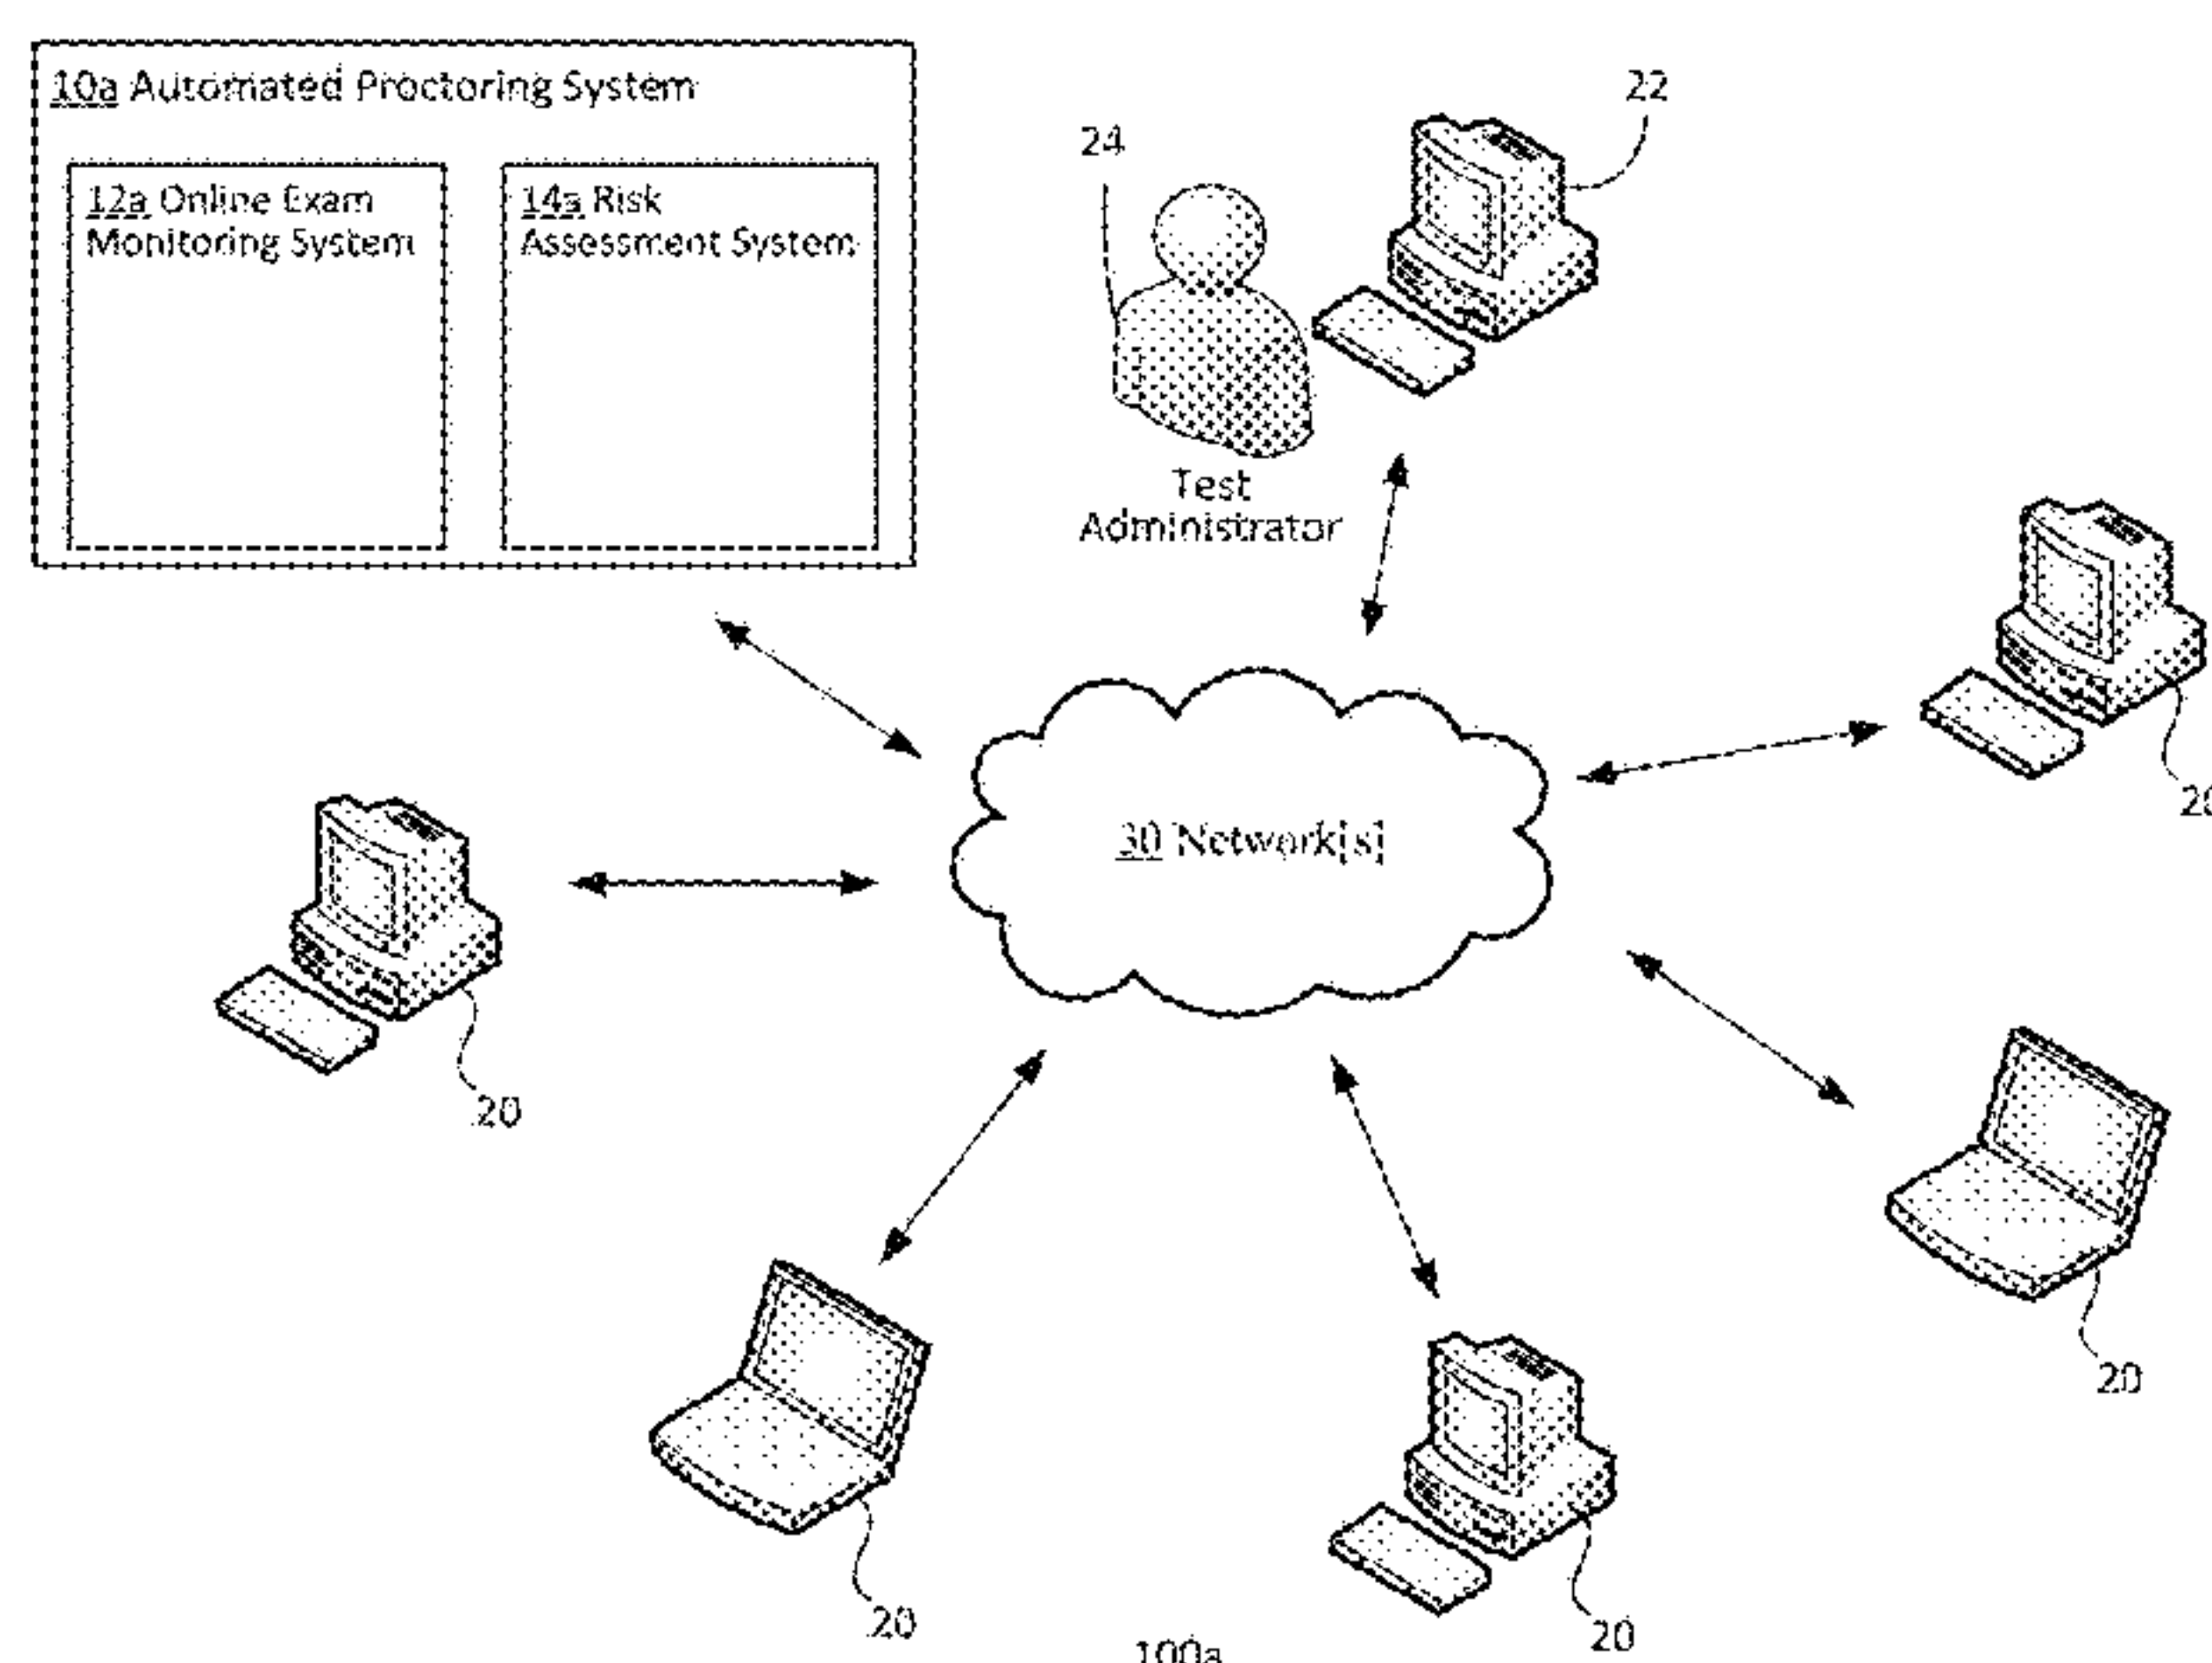 10a Automated Proctoring System
12a Online Exam
Monitoring System
14a Risk
Assessment System
22
24
Test
Administrator
30 Network[s]
20
20
20
20
20
100a